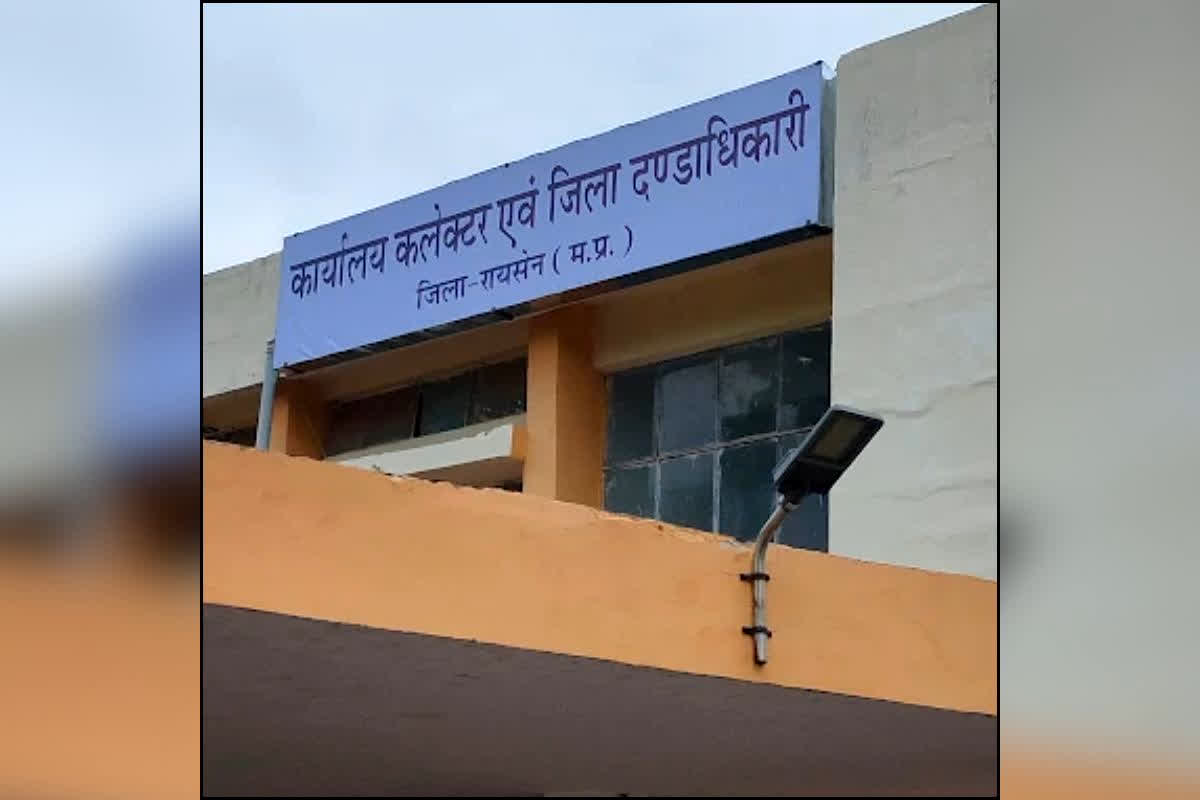 कार्यालय कलेक्टर एवं जिला दण्डाधिकारी
जिला-रायसेन ( म.प्र. )